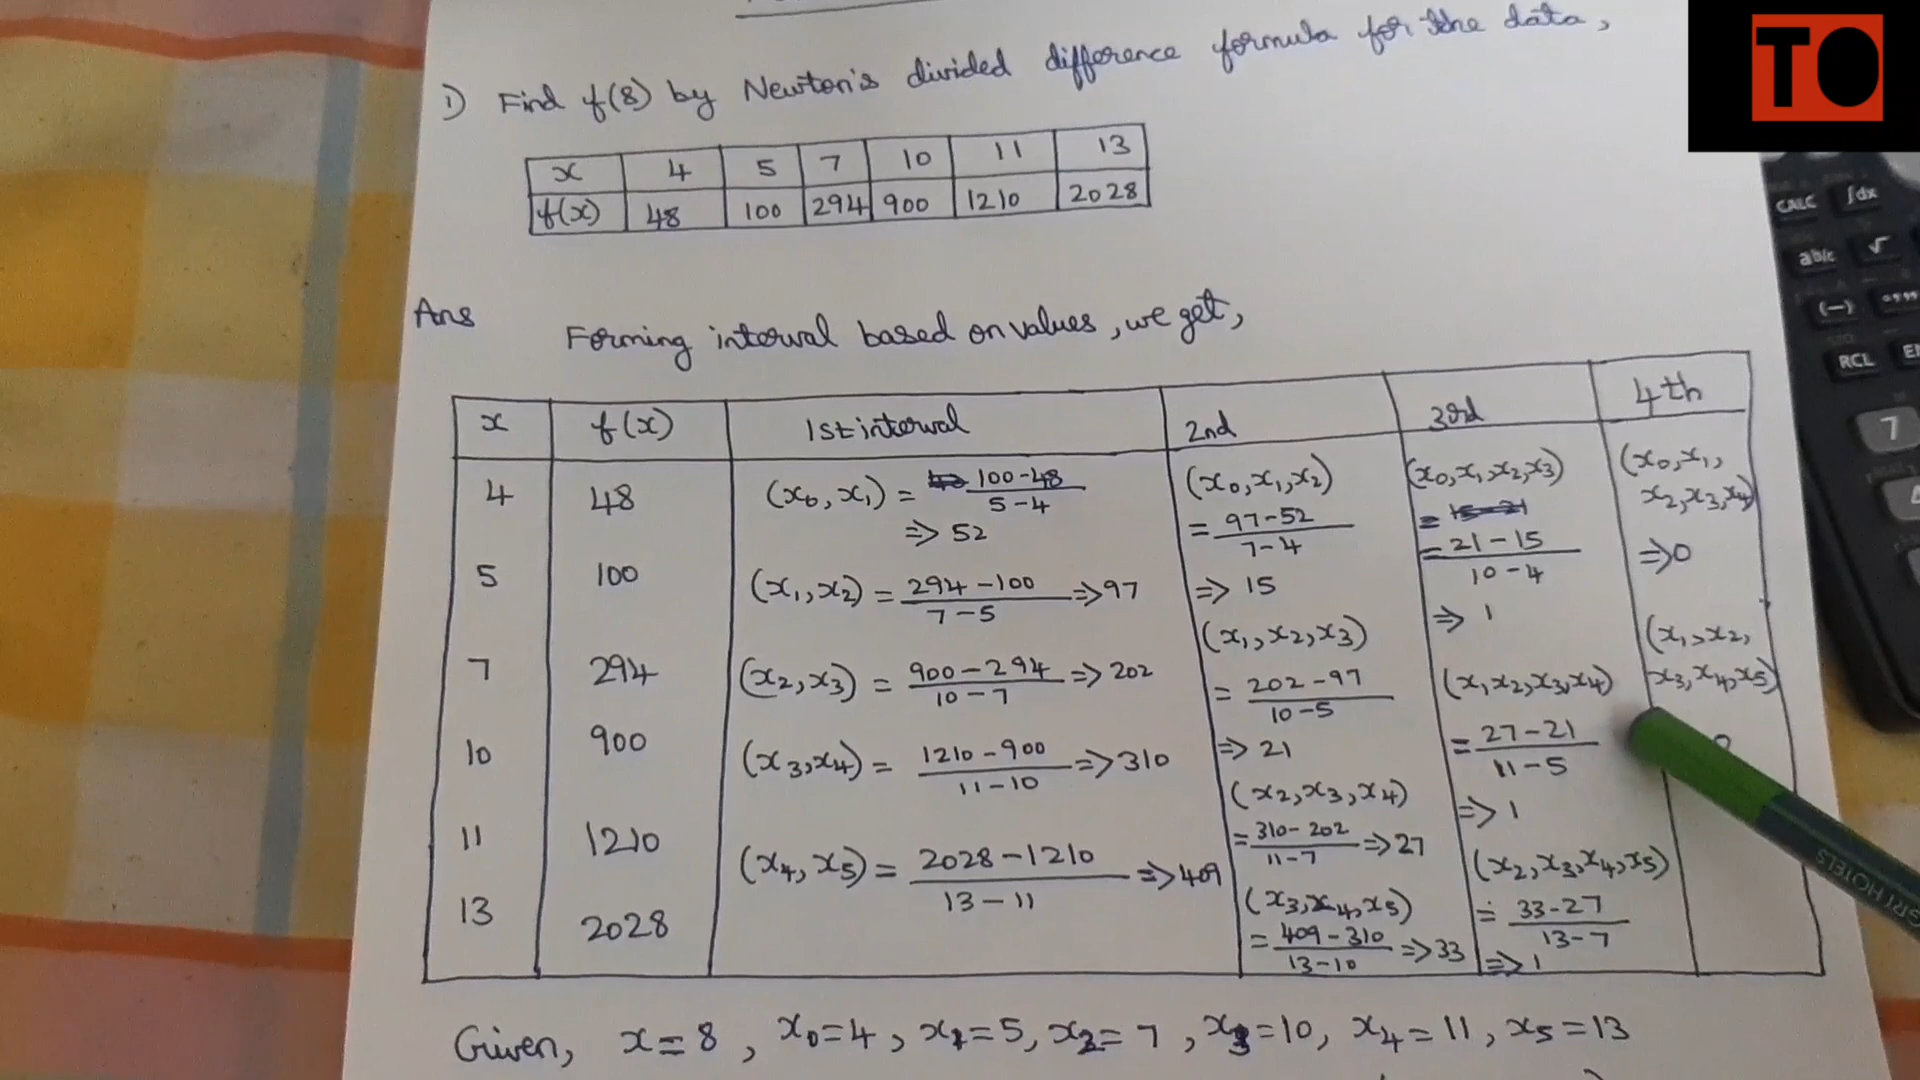 TO
1) Find f(8) by Newton's divided difference formula for the data,
x 4 5 7 10 11 13
f(x) 48 100 294 900 1210 2028
Ans
Forming interval based on values, we get,
x f(x) 1st interval 2nd 3rd 4th
4 48
5 100
7 294
10 900
11 1210
13 2028
(x0, x1) = 100-48 / 5-4
=> 52
(x1, x2) = 294-100 / 7-5 => 97
(x2, x3) = 900-294 / 10-7 => 202
(x3, x4) = 1210-900 / 11-10 => 310
(x4, x5) = 2028-1210 / 13-11 => 409
(x0, x1, x2)
= 97-52 / 7-4
=> 15
(x1, x2, x3)
= 202-97 / 10-5
=> 21
(x2, x3, x4)
= 310-202 / 11-7 => 27
(x3, x4, x5)
= 409-310 / 13-10 => 33
(x0, x1, x2, x3)
= 21-15 / 10-4
=> 1
(x1 x2, x3, x4)
= 27-21 / 11-5
=> 1
(x2, x3, x4, x5)
= 33-27 / 13-7
=> 1
(x0, x1,
x2, x3, x4)
=> 0
(x1, x2,
x3, x4, x5)
Given, x=8, x0=4, x1=5, x2=7, x3=10, x4=11, x5=13
CALC ∫dx
ab/c √
(-)
RCL
7
SRI HOTELS